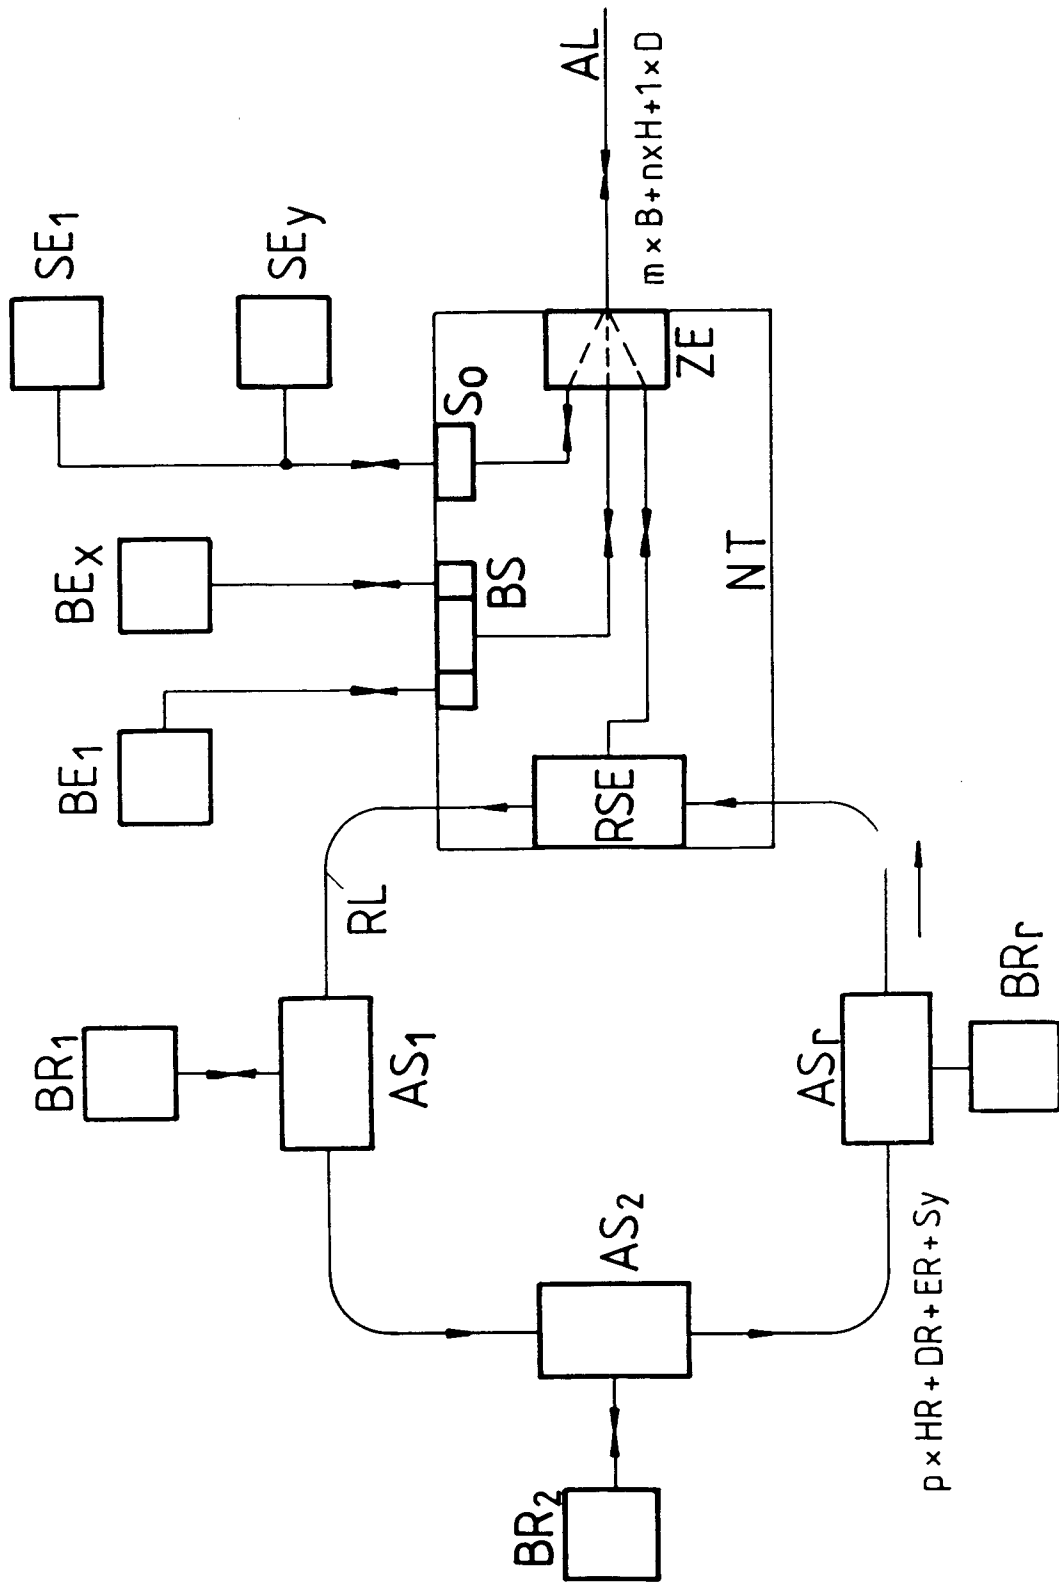 SE1
SEy
BEx
BE1
So
BS
AL
m×B+n×H+1×D
ZE
NT
RSE
RL
BR1
AS1
AS2
BR2
ASr
BRr
p×HR+DR+ER+Sy